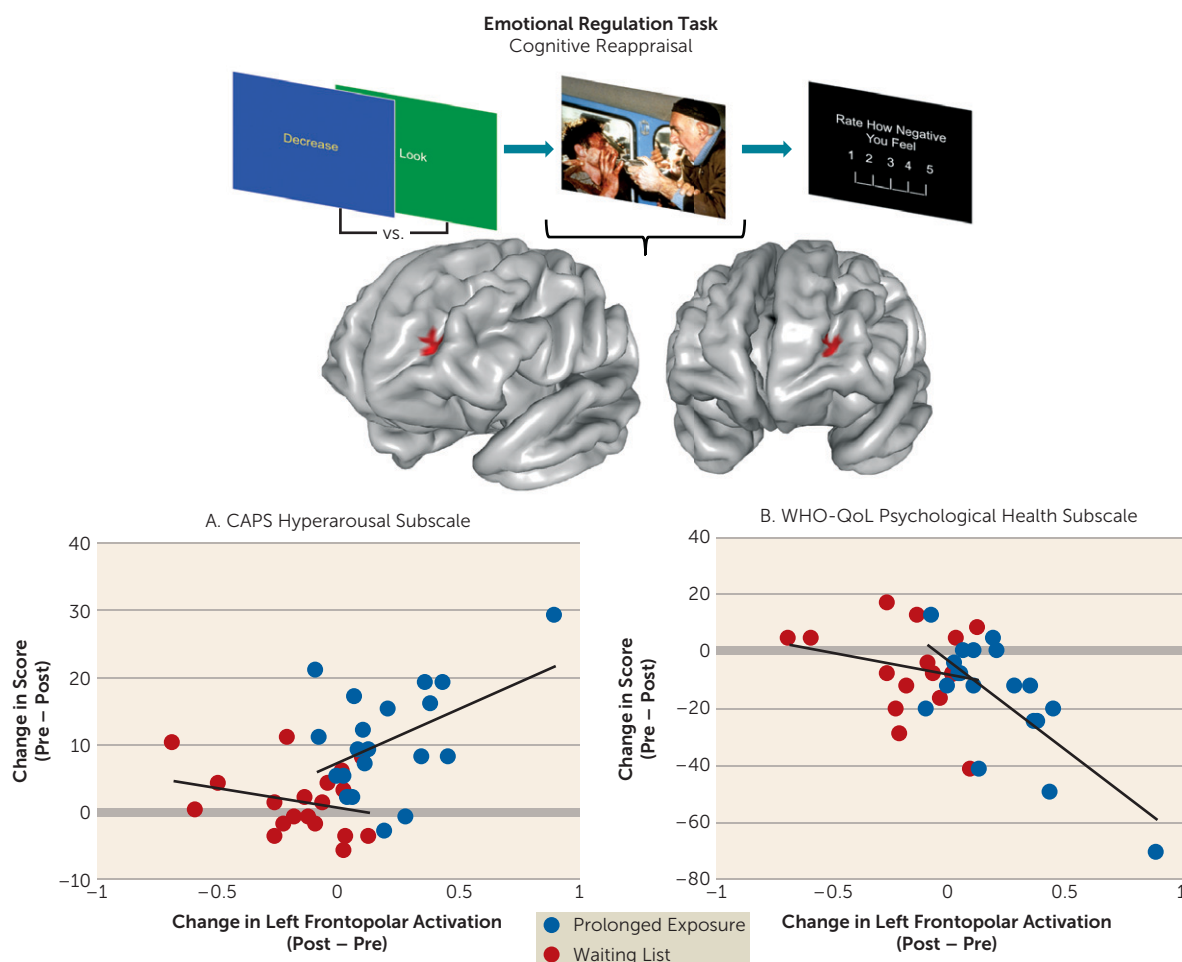 Emotional Regulation Task
Cognitive Reappraisal
Decrease
Look
vs.
Rate How Negative
You Feel
1 2 3 4 5
A. CAPS Hyperarousal Subscale
Change in Score
(Pre – Post)
40
30
20
10
0
−10
−1 −0.5 0 0.5 1
Change in Left Frontopolar Activation
(Post – Pre)
B. WHO-QoL Psychological Health Subscale
Change in Score
(Pre – Post)
40
20
0
−20
−40
−60
−80
−1 −0.5 0 0.5 1
Change in Left Frontopolar Activation
(Post – Pre)
Prolonged Exposure
Waiting List